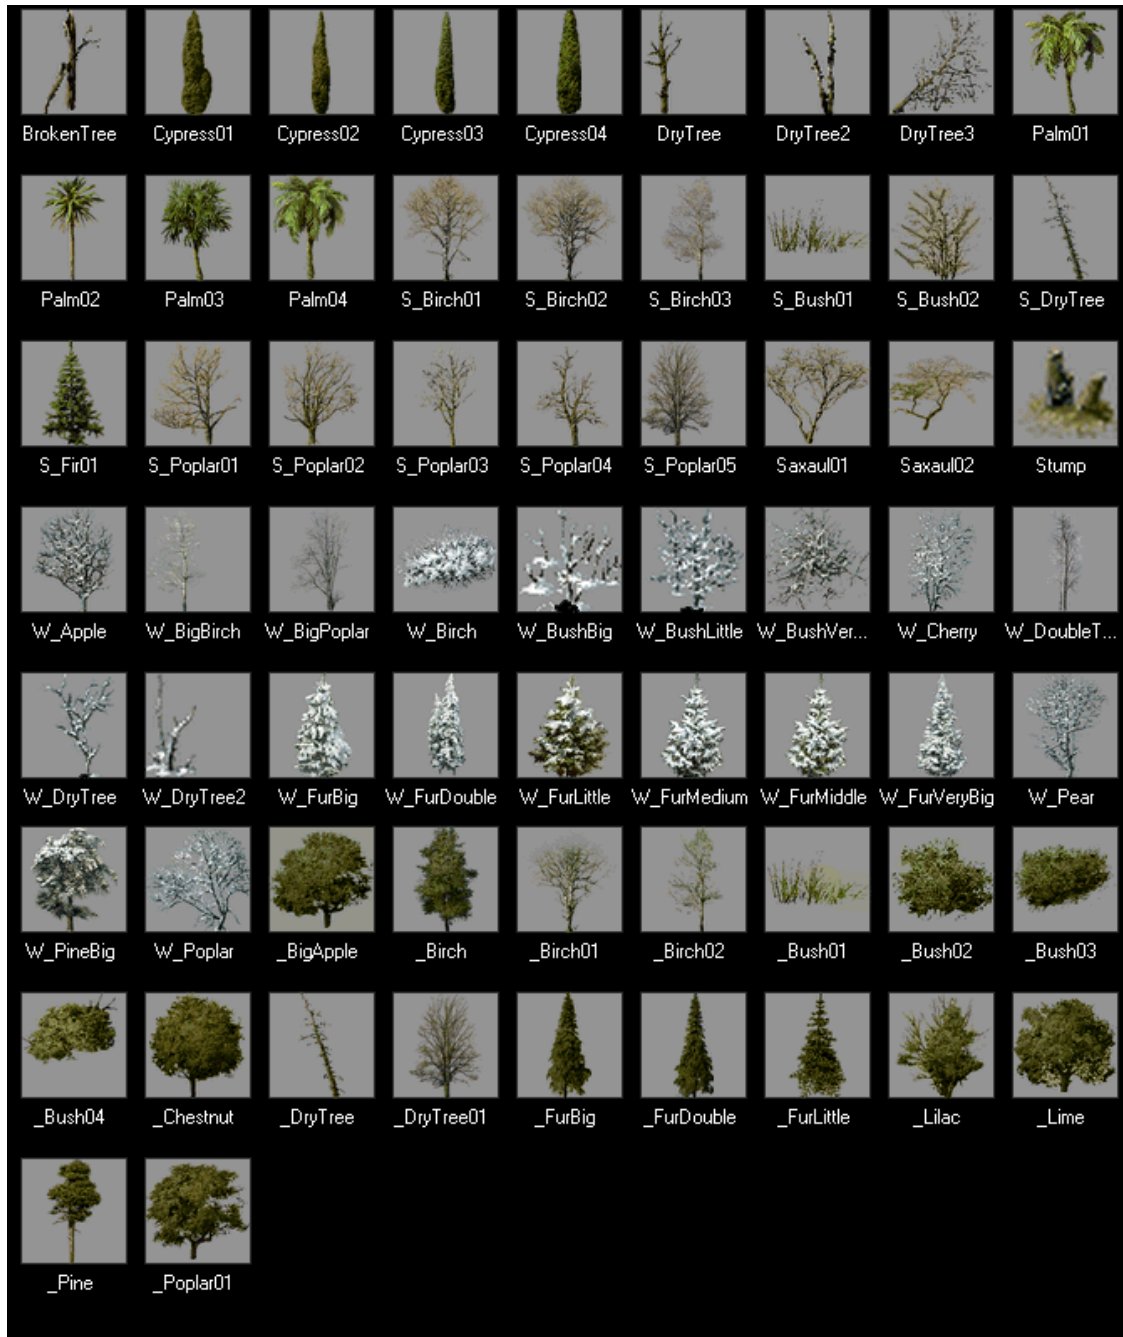 BrokenTree Cypress01 Cypress02 Cypress03 Cypress04 DryTree DryTree2 DryTree3 Palm01
Palm02 Palm03 Palm04 S_Birch01 S_Birch02 S_Birch03 S_Bush01 S_Bush02 S_DryTree
S_Fir01 S_Poplar01 S_Poplar02 S_Poplar03 S_Poplar04 S_Poplar05 Saxaul01 Saxaul02 Stump
W_Apple W_BigBirch W_BigPoplar W_Birch W_BushBig W_BushLittle W_BushVer... W_Cherry W_DoubleT...
W_DryTree W_DryTree2 W_FurBig W_FurDouble W_FurLittle W_FurMedium W_FurMiddle W_FurVeryBig W_Pear
W_PineBig W_Poplar _BigApple _Birch _Birch01 _Birch02 _Bush01 _Bush02 _Bush03
_Bush04 _Chestnut _DryTree _DryTree01 _FurBig _FurDouble _FurLittle _Lilac _Lime
_Pine _Poplar01